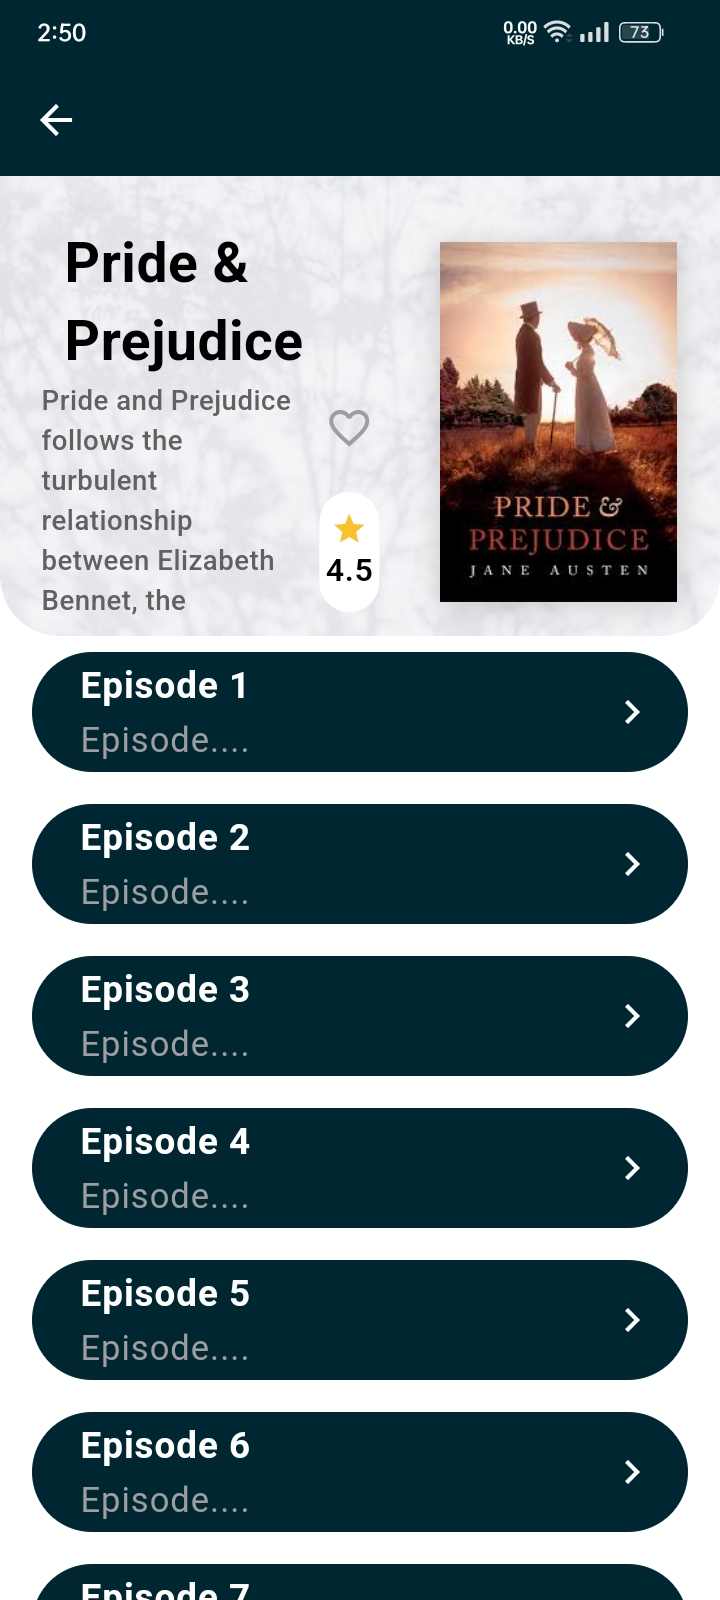 2:50
0.00
KB/S
73
Pride &
Prejudice
Pride and Prejudice
follows the
turbulent
relationship
between Elizabeth
Bennet, the
4.5
PRIDE &
PREJUDICE
JANE AUSTEN
Episode 1
Episode....
Episode 2
Episode....
Episode 3
Episode....
Episode 4
Episode....
Episode 5
Episode....
Episode 6
Episode....
Episode 7